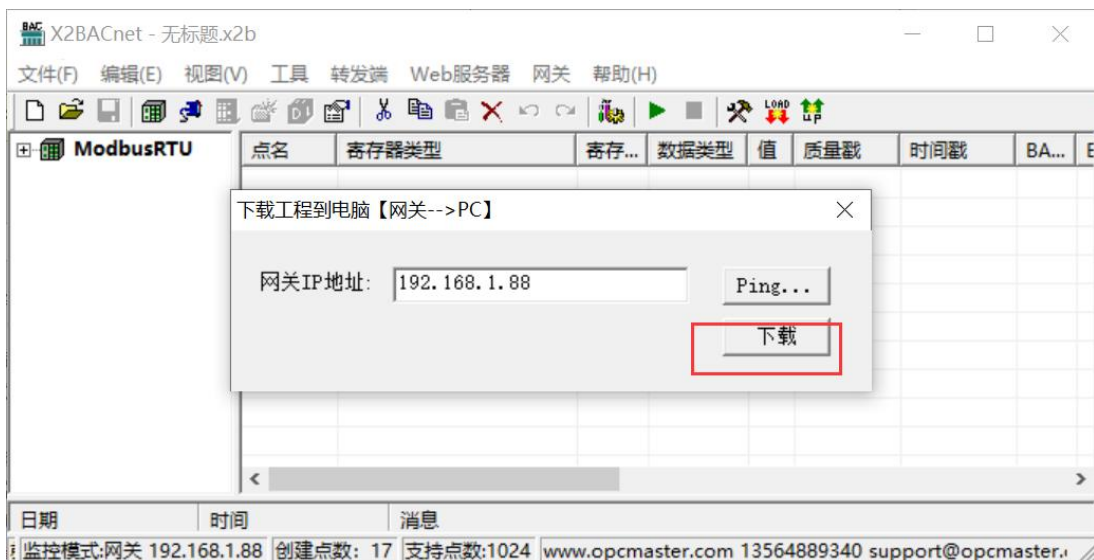 X2BACnet - 无标题.x2b
文件(F) 编辑(E) 视图(V) 工具 转发端 Web服务器 网关 帮助(H)
LOAD UP
ModbusRTU
点名 寄存器类型 寄存... 数据类型 值 质量戳 时间戳 BA...
下载工程到电脑【网关-->PC】
网关IP地址: 192.168.1.88 Ping...
下载
日期 时间 消息
监控模式:网关 192.168.1.88 创建点数: 17 支持点数:1024 www.opcmaster.com 13564889340 support@opcmaster.